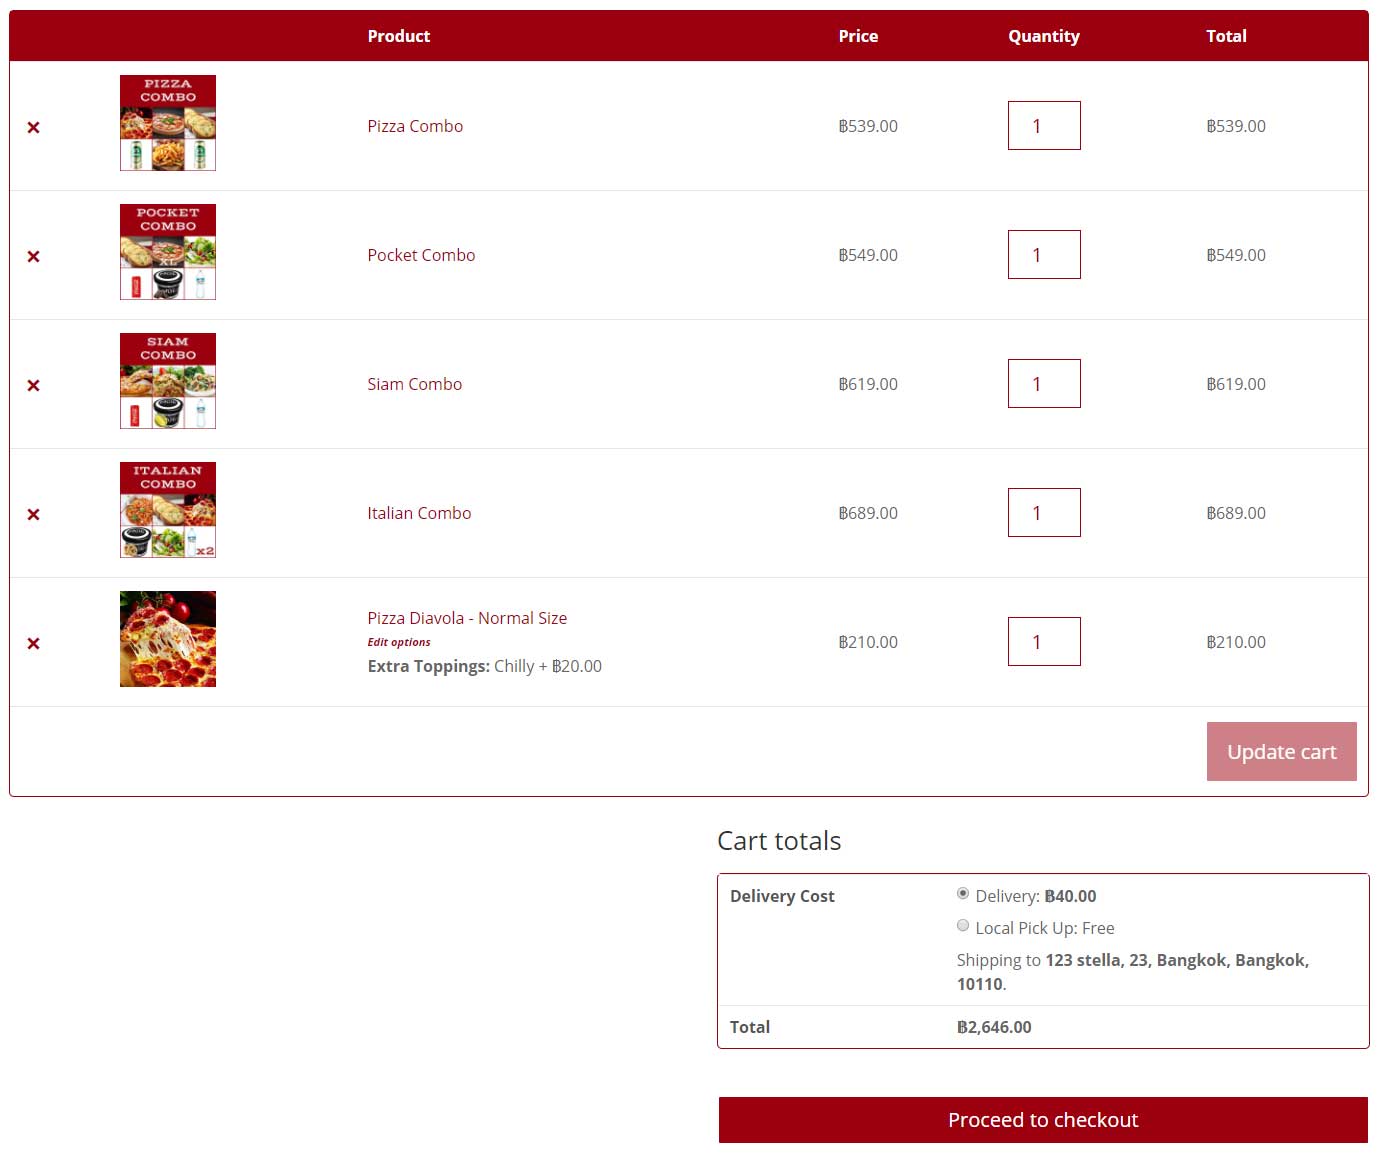 Product Price Quantity Total
PIZZA
COMBO
× Pizza Combo ฿539.00 1 ฿539.00
POCKET
COMBO
XL
× Pocket Combo ฿549.00 1 ฿549.00
SIAM
COMBO
× Siam Combo ฿619.00 1 ฿619.00
ITALIAN
COMBO
x2
× Italian Combo ฿689.00 1 ฿689.00
Pizza Diavola - Normal Size
Edit options
× ฿210.00 1 ฿210.00
Extra Toppings: Chilly + ฿20.00
Update cart
Cart totals
Delivery Cost Delivery: ฿40.00
Local Pick Up: Free
Shipping to 123 stella, 23, Bangkok, Bangkok,
10110.
Total ฿2,646.00
Proceed to checkout